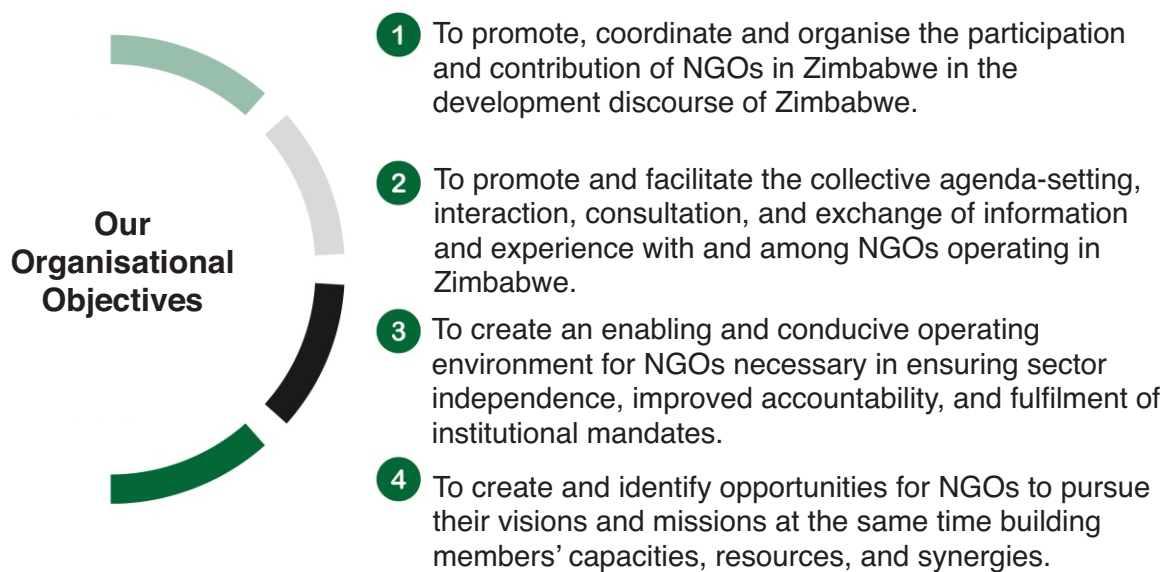 Our
Organisational
Objectives
1 To promote, coordinate and organise the participation
and contribution of NGOs in Zimbabwe in the
development discourse of Zimbabwe.
2 To promote and facilitate the collective agenda-setting,
interaction, consultation, and exchange of information
and experience with and among NGOs operating in
Zimbabwe.
3 To create an enabling and conducive operating
environment for NGOs necessary in ensuring sector
independence, improved accountability, and fulfilment of
institutional mandates.
4 To create and identify opportunities for NGOs to pursue
their visions and missions at the same time building
members’ capacities, resources, and synergies.